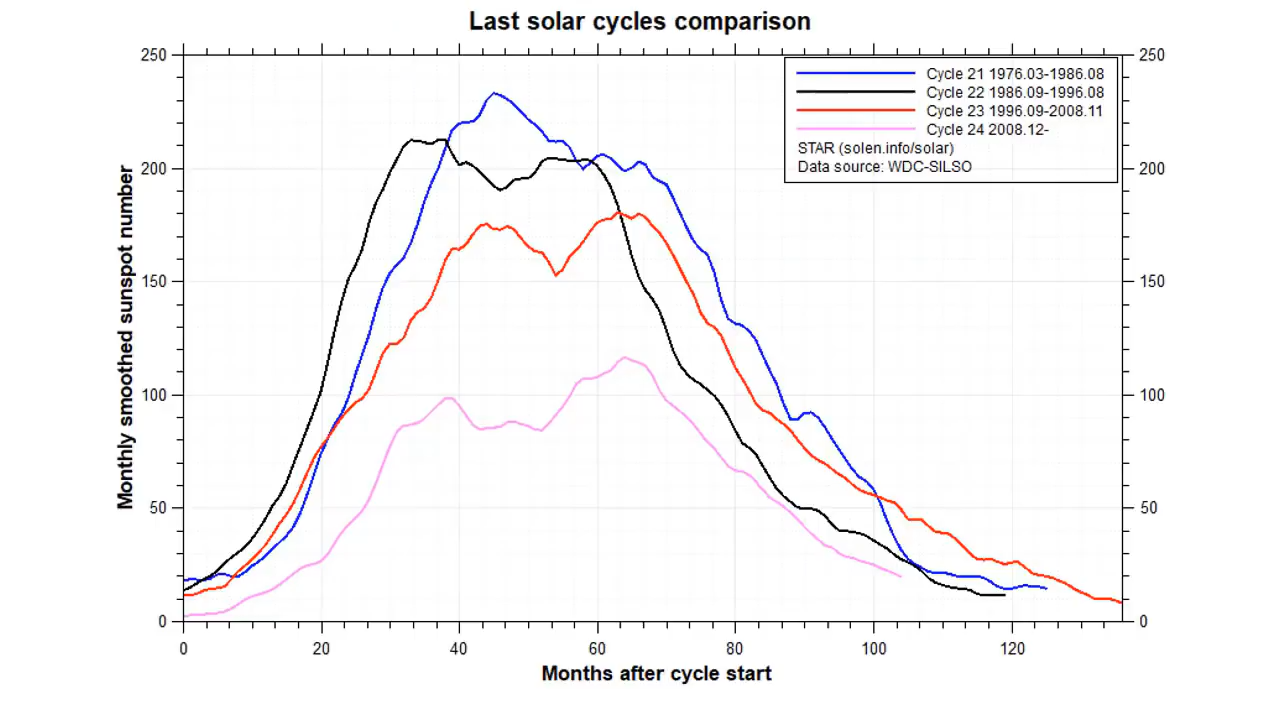 Last solar cycles comparison
250
200
150
100
50
0
Monthly smoothed sunspot number
Cycle 21 1976.03-1986.08
Cycle 22 1986.09-1996.08
Cycle 23 1996.09-2008.11
Cycle 24 2008.12-
STAR (solen.info/solar)
Data source: WDC-SILSO
250
200
150
100
50
0
0 20 40 60 80 100 120
Months after cycle start